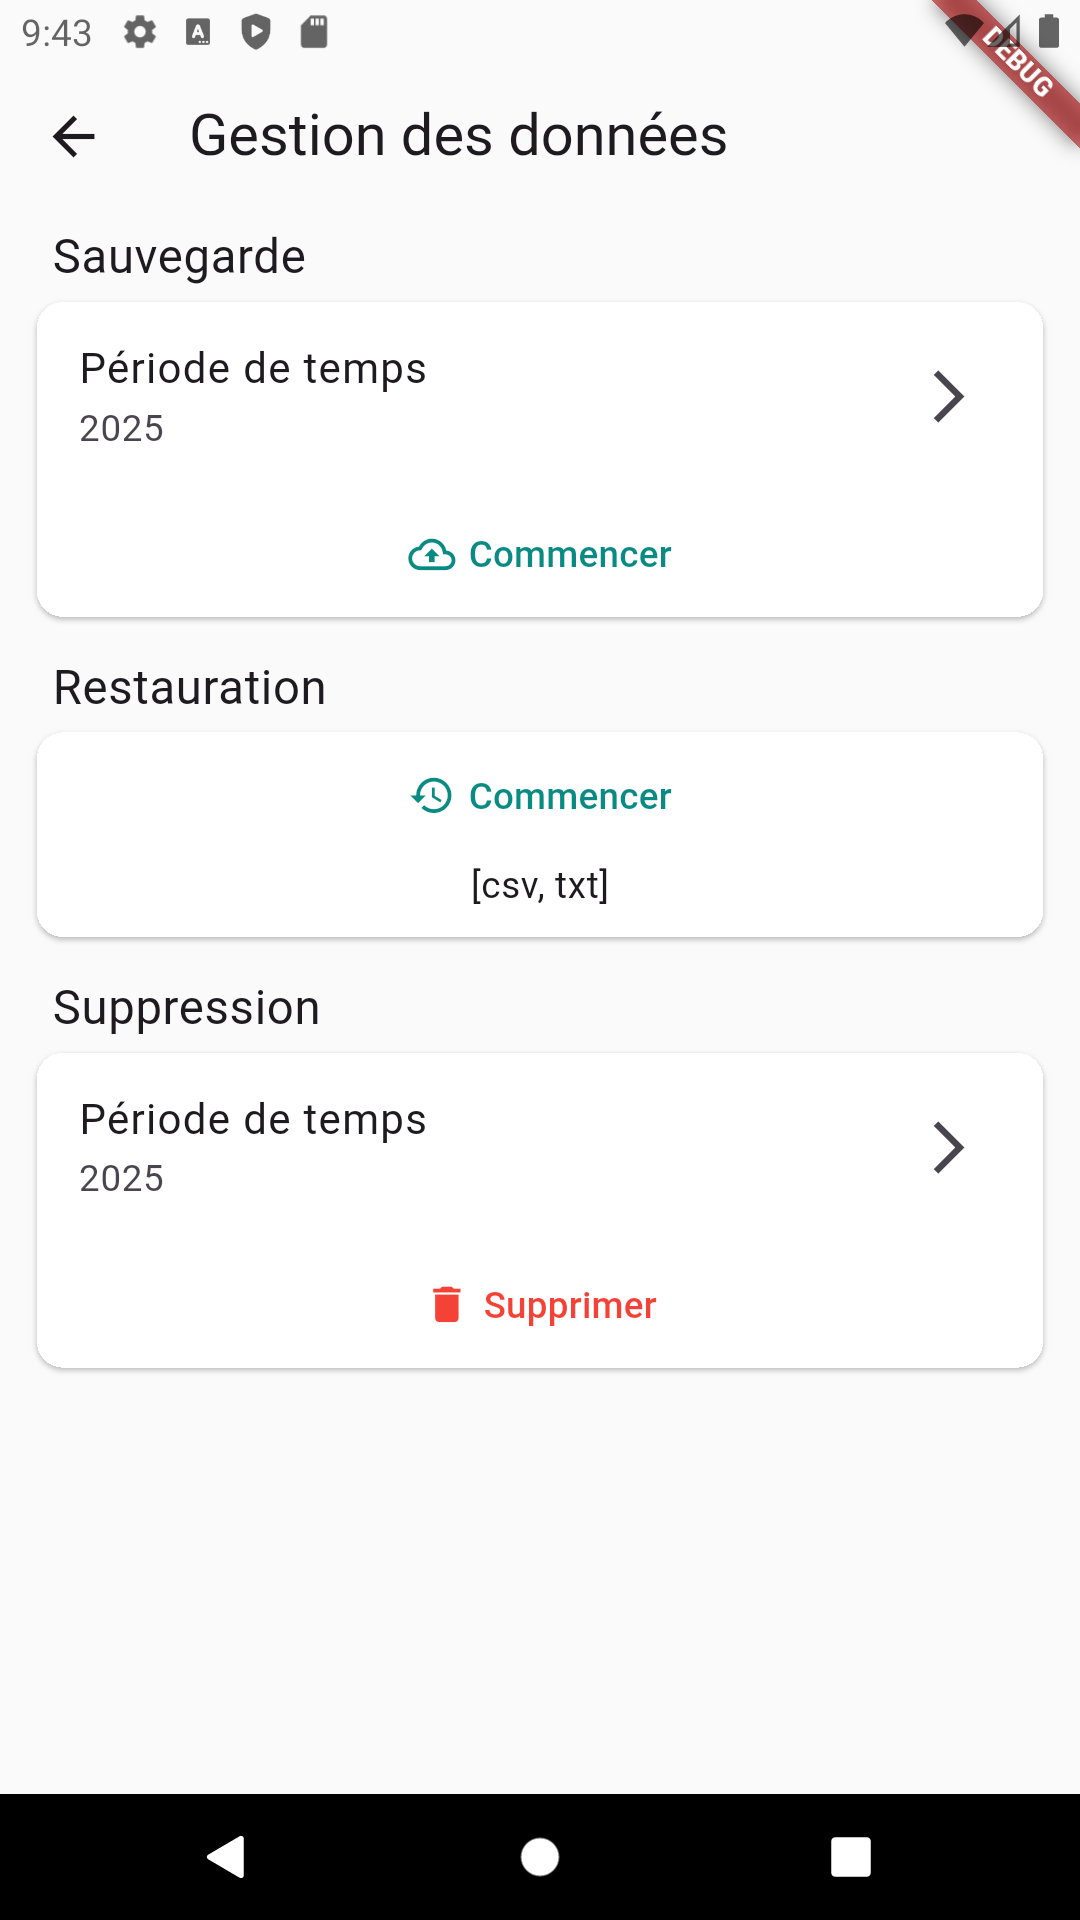 9:43
DEBUG
Gestion des données
Sauvegarde
Période de temps
2025
Commencer
Restauration
Commencer
[csv, txt]
Suppression
Période de temps
2025
Supprimer